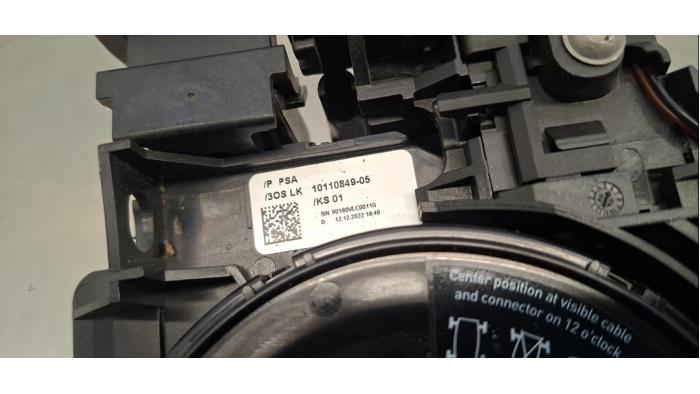 /P PSA
/3OS LK 10110849-05
/KS 01
SN 90160VLC00110
D 12.12.2022 18:48
Center position at visible cable
and connector on 12 o'clock